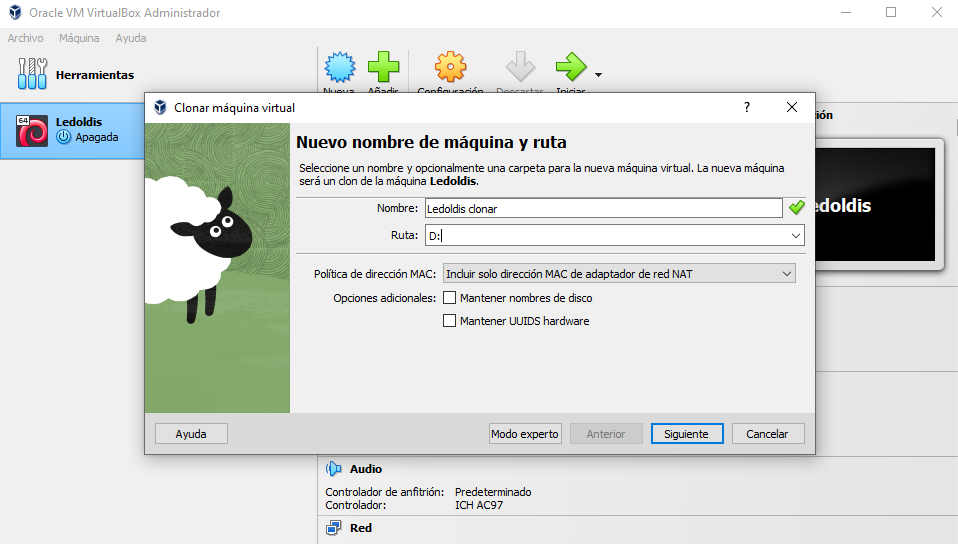 Oracle VM VirtualBox Administrador
Archivo Máquina Ayuda
Herramientas
Nueva Añadir Configuración Descartar Iniciar
64
Ledoldis
Apagada
Clonar máquina virtual
?
Nuevo nombre de máquina y ruta
Seleccione un nombre y opcionalmente una carpeta para la nueva máquina virtual. La nueva máquina
será un clon de la máquina Ledoldis.
Nombre: Ledoldis clonar
Ruta: D:
Política de dirección MAC: Incluir solo dirección MAC de adaptador de red NAT
Opciones adicionales: Mantener nombres de disco
Mantener UUIDS hardware
Ayuda Modo experto Anterior Siguiente Cancelar
ión
edoldis
Audio
Controlador de anfitrión: Predeterminado
Controlador: ICH AC97
Red